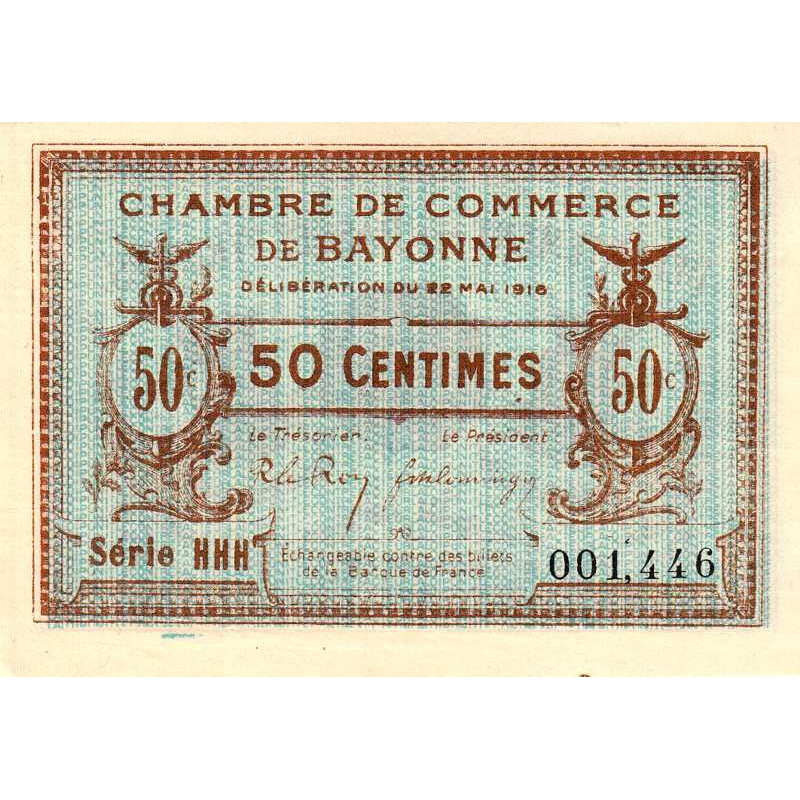 CHAMBRE DE COMMERCE
DE BAYONNE
DÉLIBÉRATION DU 22 MAI 1916
50c
50 CENTIMES
50c
Le Trésorier.
Le Président:
Série HHH
Échangeable contre des billets
de la Banque de France
001,446